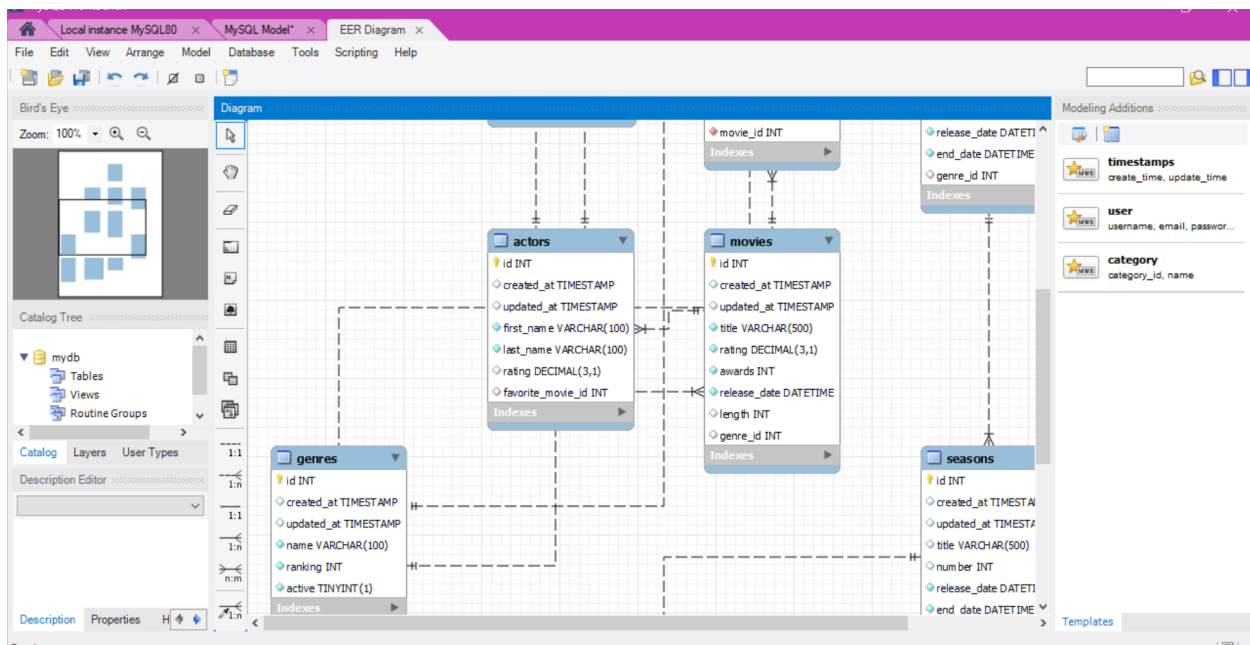 Local instance MySQL80 ×
MySQL Model* ×
EER Diagram ×
File Edit View Arrange Model Database Tools Scripting Help
Bird's Eye
Zoom: 100%
Catalog Tree
mydb
Tables
Views
Routine Groups
Catalog Layers User Types
Description Editor
Description Properties H
Diagram
1:1
1:n
1:1
1:n
n:m
1:n
movie_id INT
Indexes
release_date DATETI
end_date DATETIME
genre_id INT
Indexes
actors
id INT
created_at TIMESTAMP
updated_at TIMESTAMP
first_name VARCHAR(100)
last_name VARCHAR(100)
rating DECIMAL(3,1)
favorite_movie_id INT
Indexes
movies
id INT
created_at TIMESTAMP
updated_at TIMESTAMP
title VARCHAR(500)
rating DECIMAL(3,1)
awards INT
release_date DATETIME
length INT
genre_id INT
Indexes
genres
id INT
created_at TIMESTAMP
updated_at TIMESTAMP
name VARCHAR(100)
ranking INT
active TINYINT(1)
Indexes
seasons
id INT
created_at TIMESTA
updated_at TIMESTA
title VARCHAR(500)
number INT
release_date DATETI
end_date DATETIME
Modeling Additions
timestamps
create_time, update_time
user
username, email, passwor...
category
category_id, name
Templates